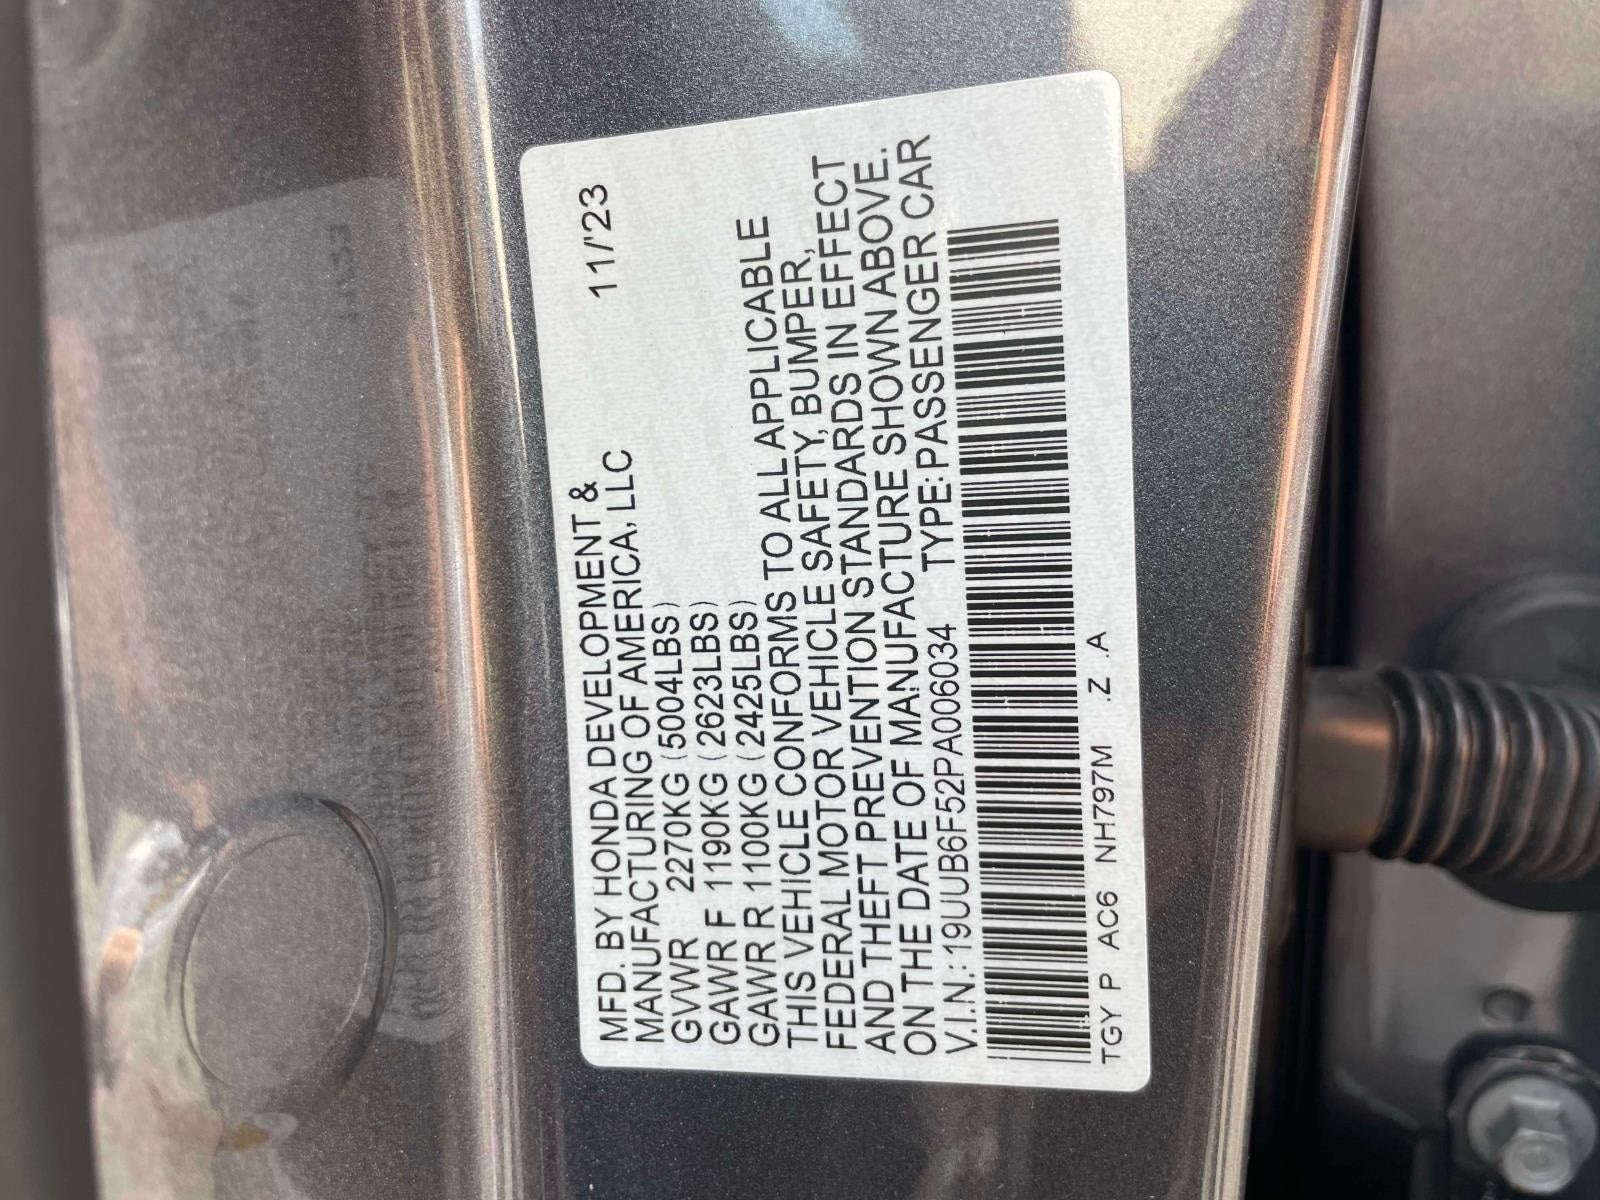 11/'23
MFD. BY HONDA DEVELOPMENT &
MANUFACTURING OF AMERICA, LLC
GVWR 2270KG (5004LBS)
GAWR F 1190KG (2623LBS)
GAWR R 1100KG (2425LBS)
THIS VEHICLE CONFORMS TO ALL APPLICABLE
FEDERAL MOTOR VEHICLE SAFETY, BUMPER,
AND THEFT PREVENTION STANDARDS IN EFFECT
ON THE DATE OF MANUFACTURE SHOWN ABOVE.
V.I.N.: 19UUB6F52PA006034 TYPE: PASSENGER CAR
TGY P AC6 NH797M .Z .A